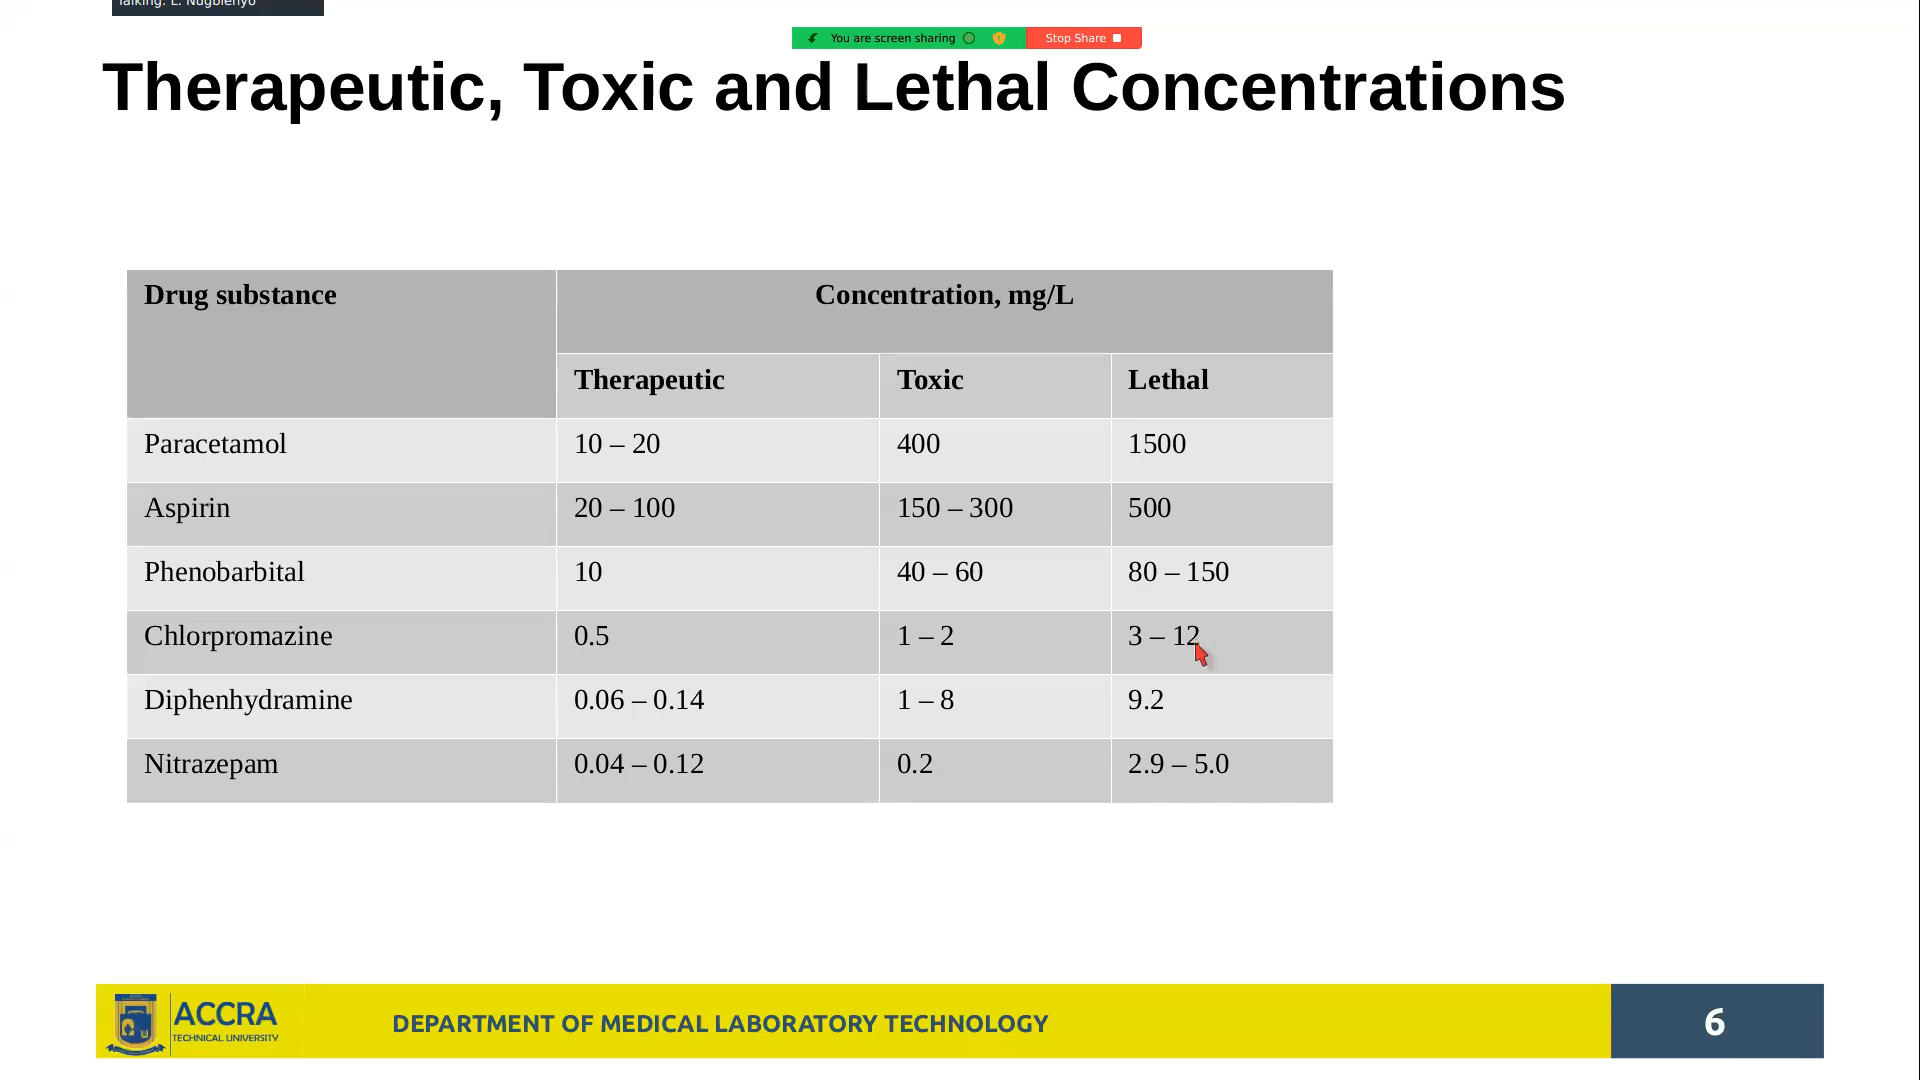 Talking: L. Nugbienyo
You are screen sharing
Stop Share
Therapeutic, Toxic and Lethal Concentrations
Drug substance Concentration, mg/L
Therapeutic Toxic Lethal
Paracetamol 10 – 20 400 1500
Aspirin 20 – 100 150 – 300 500
Phenobarbital 10 40 – 60 80 – 150
Chlorpromazine 0.5 1 – 2 3 – 12
Diphenhydramine 0.06 – 0.14 1 – 8 9.2
Nitrazepam 0.04 – 0.12 0.2 2.9 – 5.0
ACCRA
TECHNICAL UNIVERSITY
DEPARTMENT OF MEDICAL LABORATORY TECHNOLOGY
6